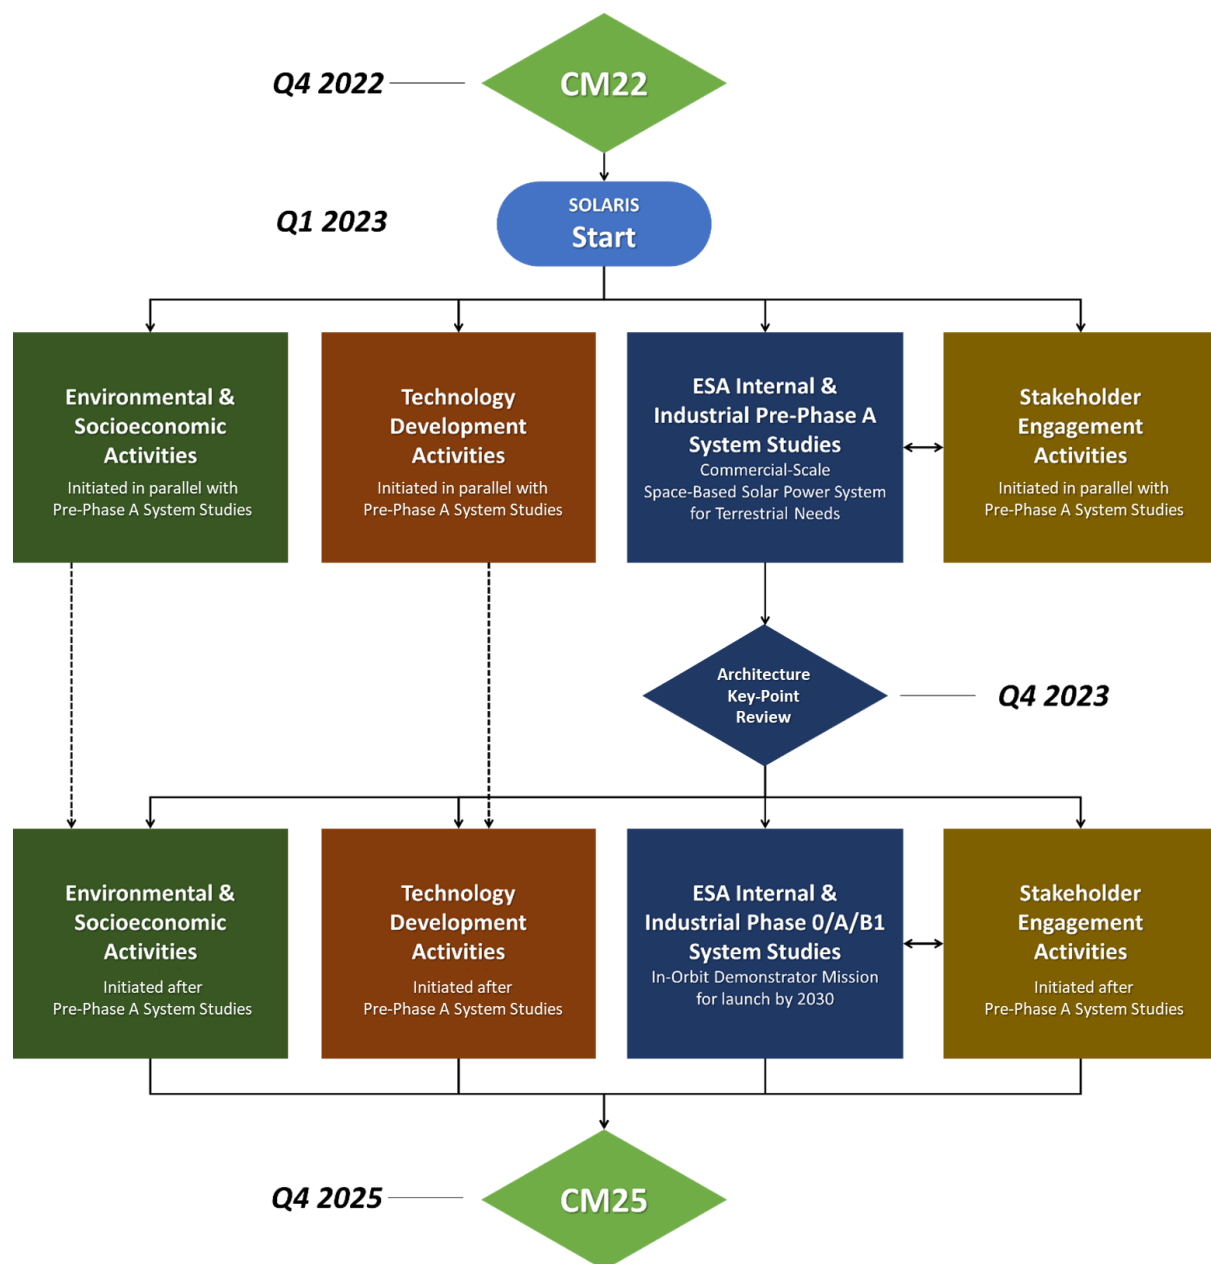 Q4 2022
CM22
Q1 2023
SOLARIS
Start
Environmental &
Socioeconomic
Activities
Initiated in parallel with
Pre-Phase A System Studies
Technology
Development
Activities
Initiated in parallel with
Pre-Phase A System Studies
ESA Internal &
Industrial Pre-Phase A
System Studies
Commercial-Scale
Space-Based Solar Power System
for Terrestrial Needs
Stakeholder
Engagement
Activities
Initiated in parallel with
Pre-Phase A System Studies
Architecture
Key-Point
Review
Q4 2023
Environmental &
Socioeconomic
Activities
Initiated after
Pre-Phase A System Studies
Technology
Development
Activities
Initiated after
Pre-Phase A System Studies
ESA Internal &
Industrial Phase 0/A/B1
System Studies
In-Orbit Demonstrator Mission
for launch by 2030
Stakeholder
Engagement
Activities
Initiated after
Pre-Phase A System Studies
Q4 2025
CM25